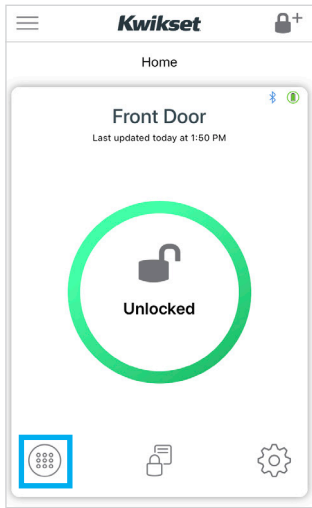 Kwikset
Home
Front Door
Last updated today at 1:50 PM
Unlocked